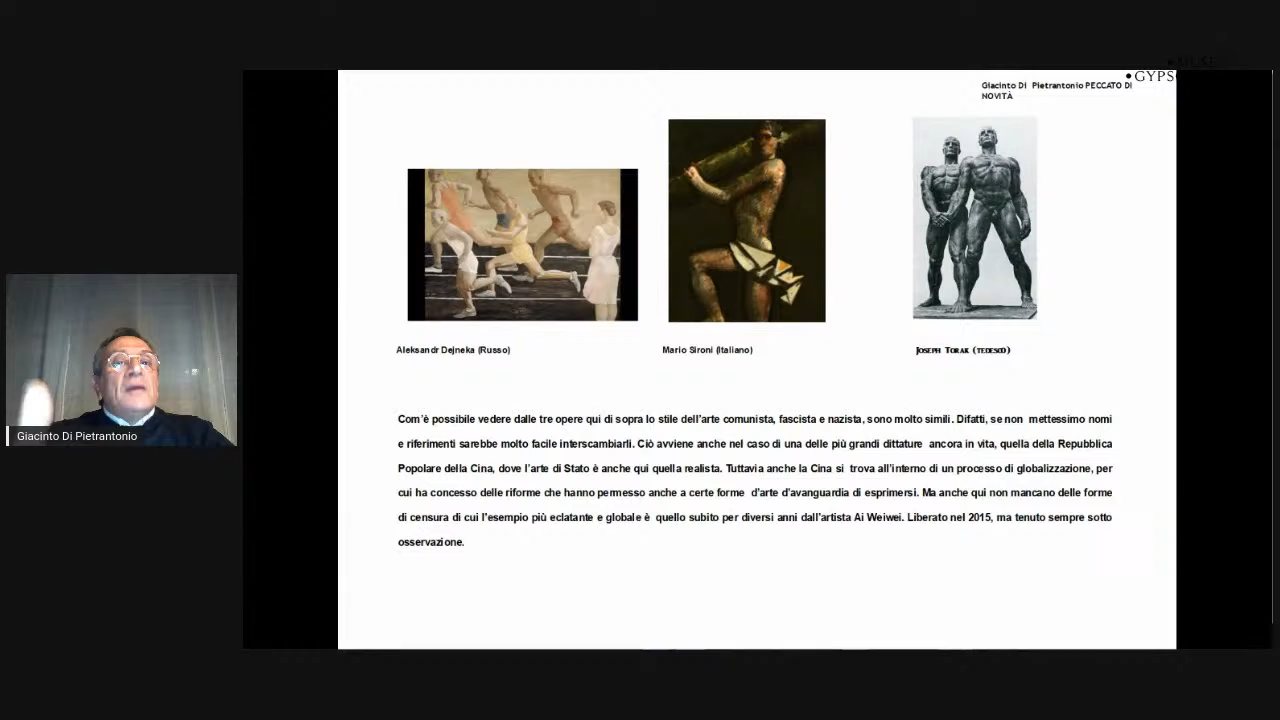 GYPS
Giacinto Di Pietrantonio PECCATO DI
NOVITÀ
Aleksandr Dejneka (Russo)
Mario Sironi (Italiano)
Joseph Torak (tedesco)
Giacinto Di Pietrantonio
Com'è possibile vedere dalle tre opere qui di sopra lo stile dell'arte comunista, fascista e nazista, sono molto simili. Difatti, se non mettessimo nomi
e riferimenti sarebbe molto facile interscambiarli. Ciò avviene anche nel caso di una delle più grandi dittature ancora in vita, quella della Repubblica
Popolare della Cina, dove l'arte di Stato è anche qui quella realista. Tuttavia anche la Cina si trova all'interno di un processo di globalizzazione, per
cui ha concesso delle riforme che hanno permesso anche a certe forme d'arte d'avanguardia di esprimersi. Ma anche qui non mancano delle forme
di censura di cui l'esempio più eclatante e globale è quello subito per diversi anni dall'artista Ai Weiwei. Liberato nel 2015, ma tenuto sempre sotto
osservazione.